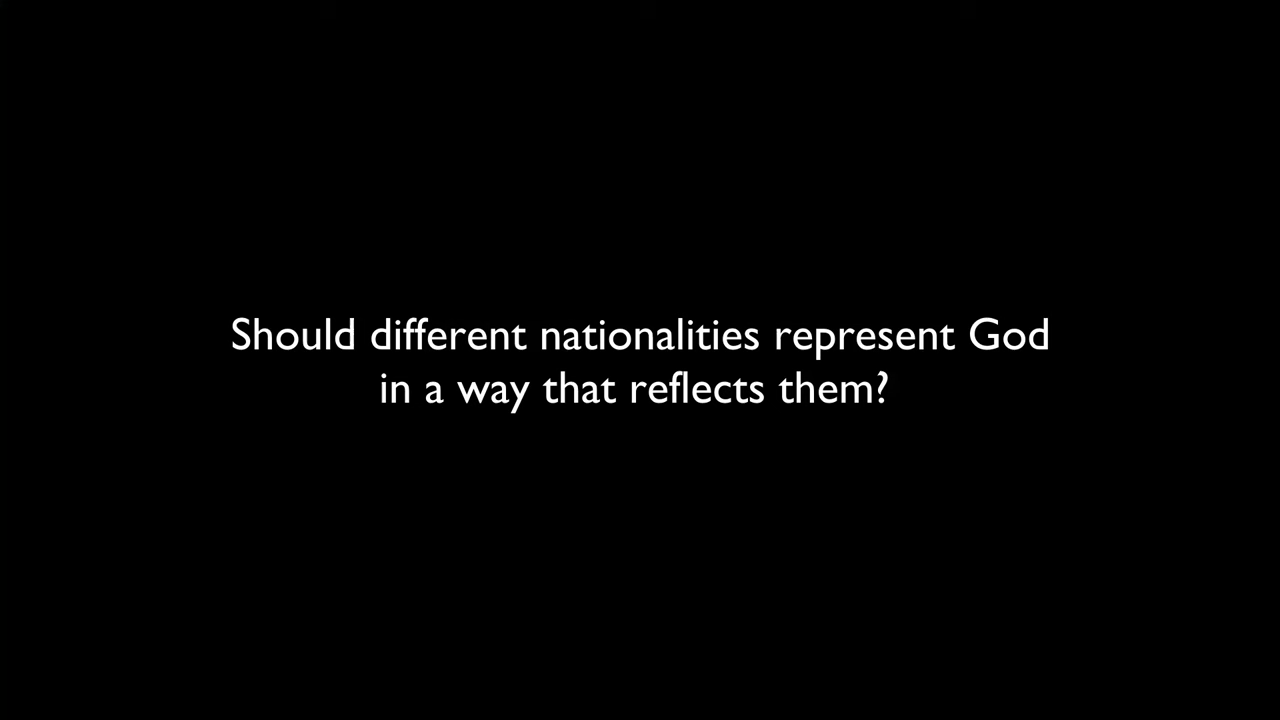 Should different nationalities represent God
in a way that reflects them?